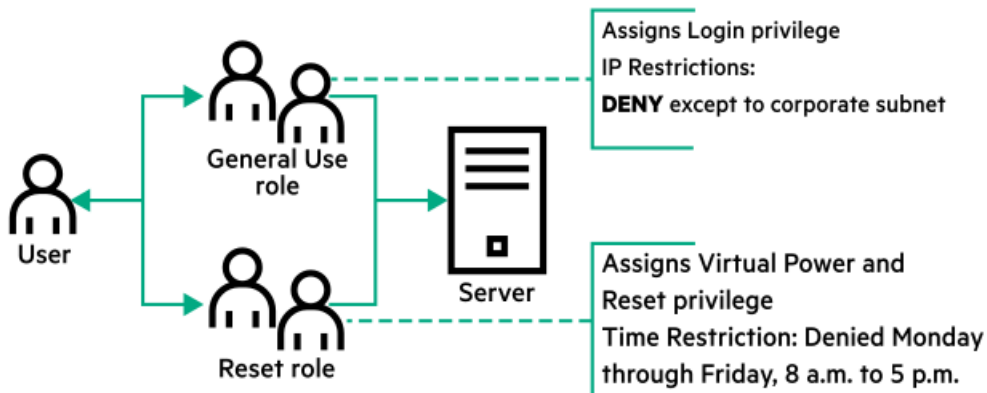 Assigns Login privilege
IP Restrictions:
DENY except to corporate subnet
General Use
role
User
Server
Assigns Virtual Power and
Reset privilege
Time Restriction: Denied Monday
through Friday, 8 a.m. to 5 p.m.
Reset role